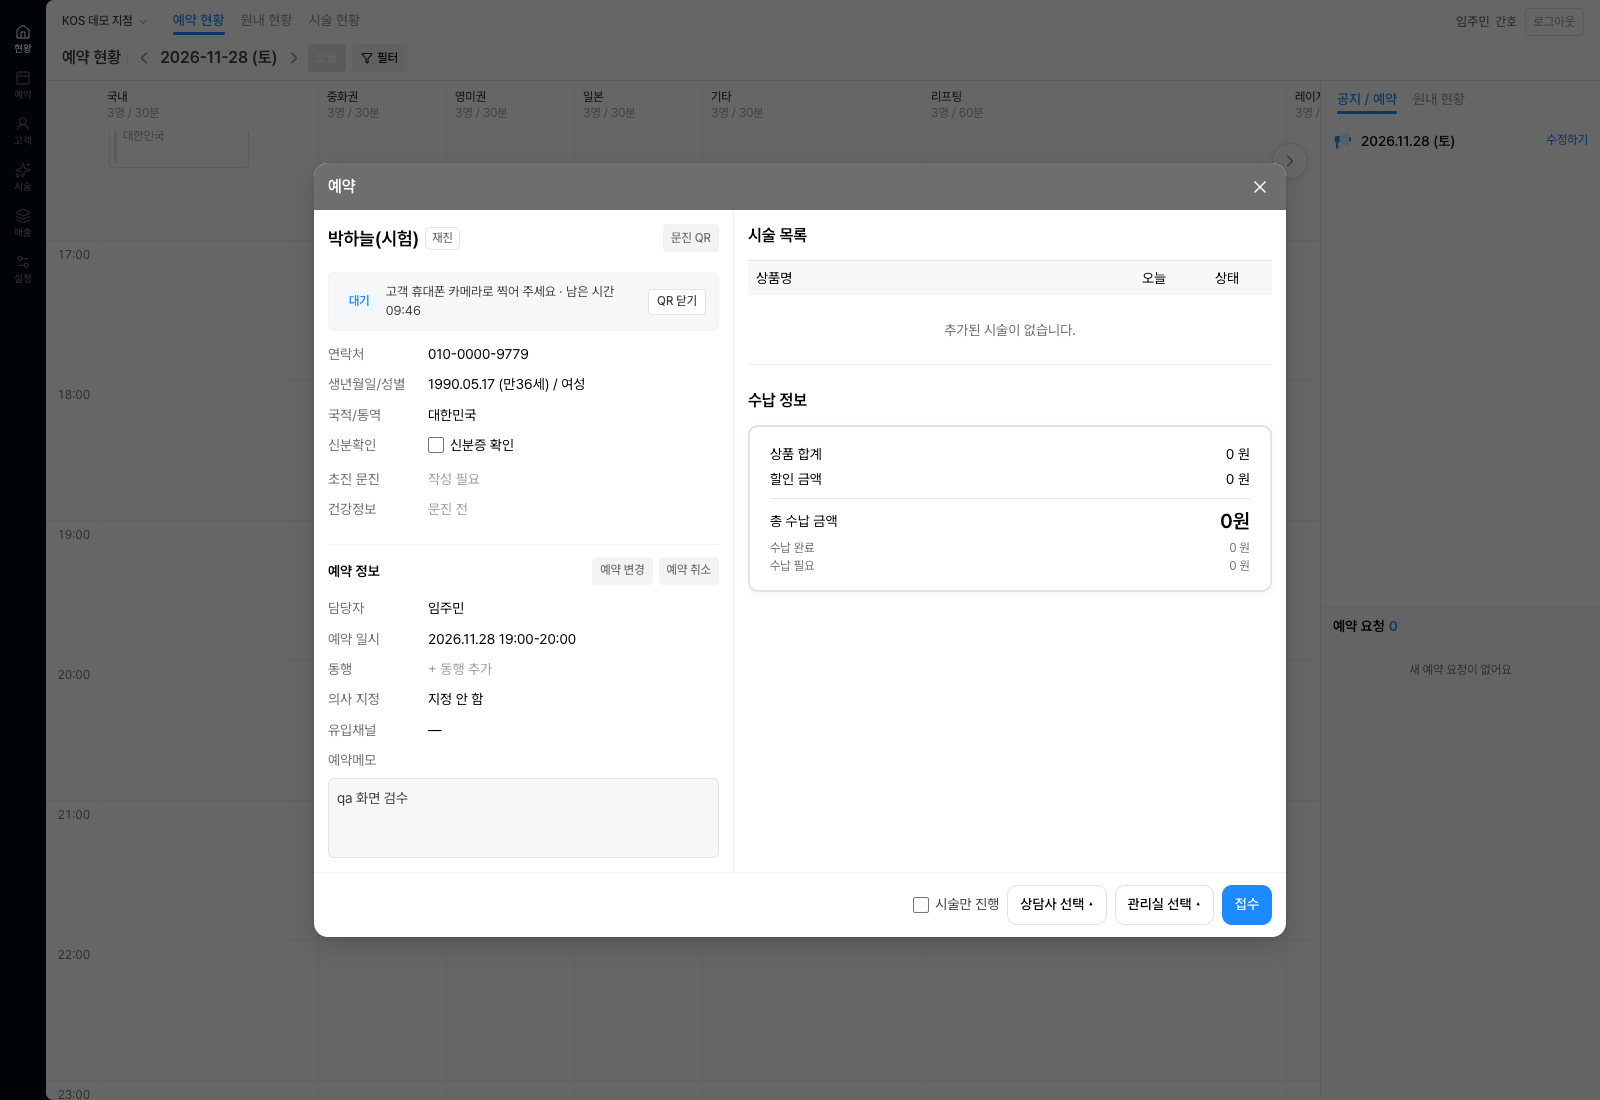 KOS 데모 지점
예약 현황
원내 현황
시술 현황
임주민 간호
로그아웃
현황
예약
고객
시술
매출
설정
예약 현황
2026-11-28 (토)
오늘
필터
국내
3명 / 30분
중화권
3명 / 30분
영미권
3명 / 30분
일본
3명 / 30분
기타
3명 / 30분
리프팅
3명 / 60분
레이저
3명 /
대한민국
17:00
18:00
19:00
20:00
21:00
22:00
23:00
공지 / 예약
원내 현황
2026.11.28 (토)
수정하기
예약 요청 0
새 예약 요청이 없어요
예약
박하늘(시험)
재진
문진 QR
대기
고객 휴대폰 카메라로 찍어 주세요 · 남은 시간
09:46
QR 닫기
연락처
010-0000-9779
생년월일/성별
1990.05.17 (만36세) / 여성
국적/통역
대한민국
신분확인
신분증 확인
초진 문진
작성 필요
건강정보
문진 전
예약 정보
예약 변경
예약 취소
담당자
임주민
예약 일시
2026.11.28 19:00-20:00
동행
+ 동행 추가
의사 지정
지정 안 함
유입채널
—
예약메모
qa 화면 검수
시술 목록
상품명
오늘
상태
추가된 시술이 없습니다.
수납 정보
상품 합계
0 원
할인 금액
0 원
총 수납 금액
0원
수납 완료
0 원
수납 필요
0 원
시술만 진행
상담사 선택
관리실 선택
접수